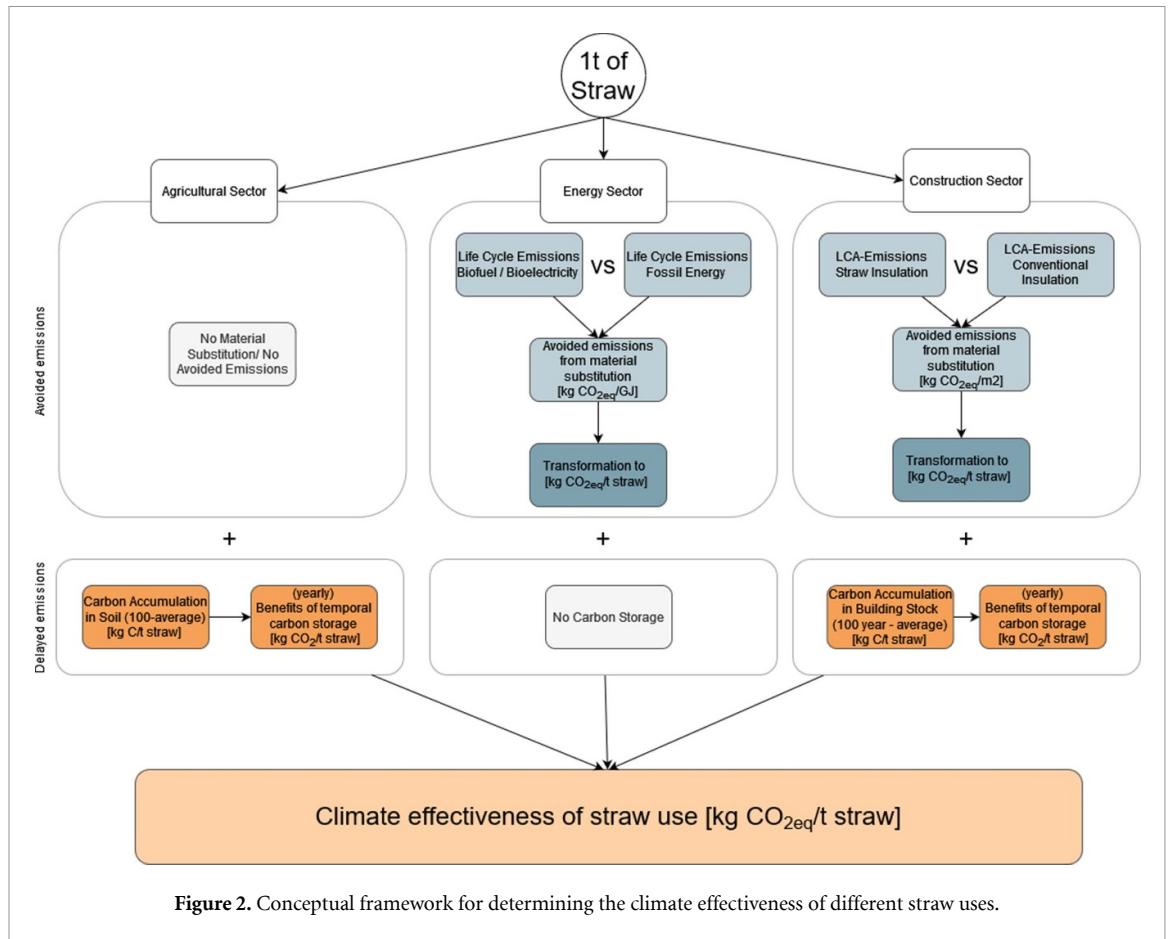 1t of
Straw
Agricultural Sector
Energy Sector
Construction Sector
Avoided emissions
No Material
Substitution/ No
Avoided Emissions
Life Cycle Emissions
Biofuel / Bioelectricity
VS
Life Cycle Emissions
Fossil Energy
Avoided emissions
from material
substitution
[kg CO2eq/GJ]
Transformation to
[kg CO2eq/t straw]
LCA-Emissions
Straw Insulation
VS
LCA-Emissions
Conventional
Insulation
Avoided emissions
from material
substitution
[kg CO2eq/m2]
Transformation to
[kg CO2eq/t straw]
+
+
+
Delayed emissions
Carbon Accumulation
in Soil (100-average)
[kg C/t straw]
(yearly)
Benefits of temporal
carbon storage
[kg CO2/t straw]
No Carbon Storage
Carbon Accumulation
in Building Stock
(100 year - average)
[kg C/t straw]
(yearly)
Benefits of temporal
carbon storage
[kg CO2/t straw]
Climate effectiveness of straw use [kg CO2eq/t straw]
Figure 2. Conceptual framework for determining the climate effectiveness of different straw uses.